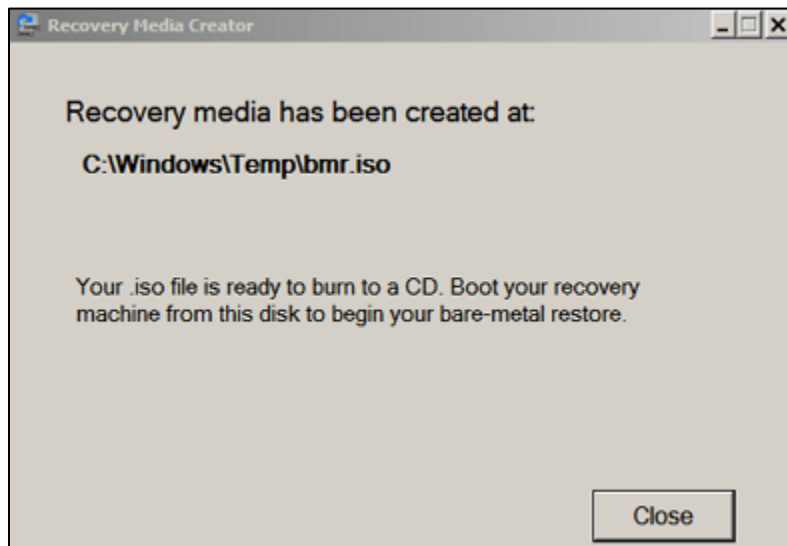 Recovery Media Creator
Recovery media has been created at:
C:\Windows\Temp\bmr.iso
Your .iso file is ready to burn to a CD. Boot your recovery
machine from this disk to begin your bare-metal restore.
Close